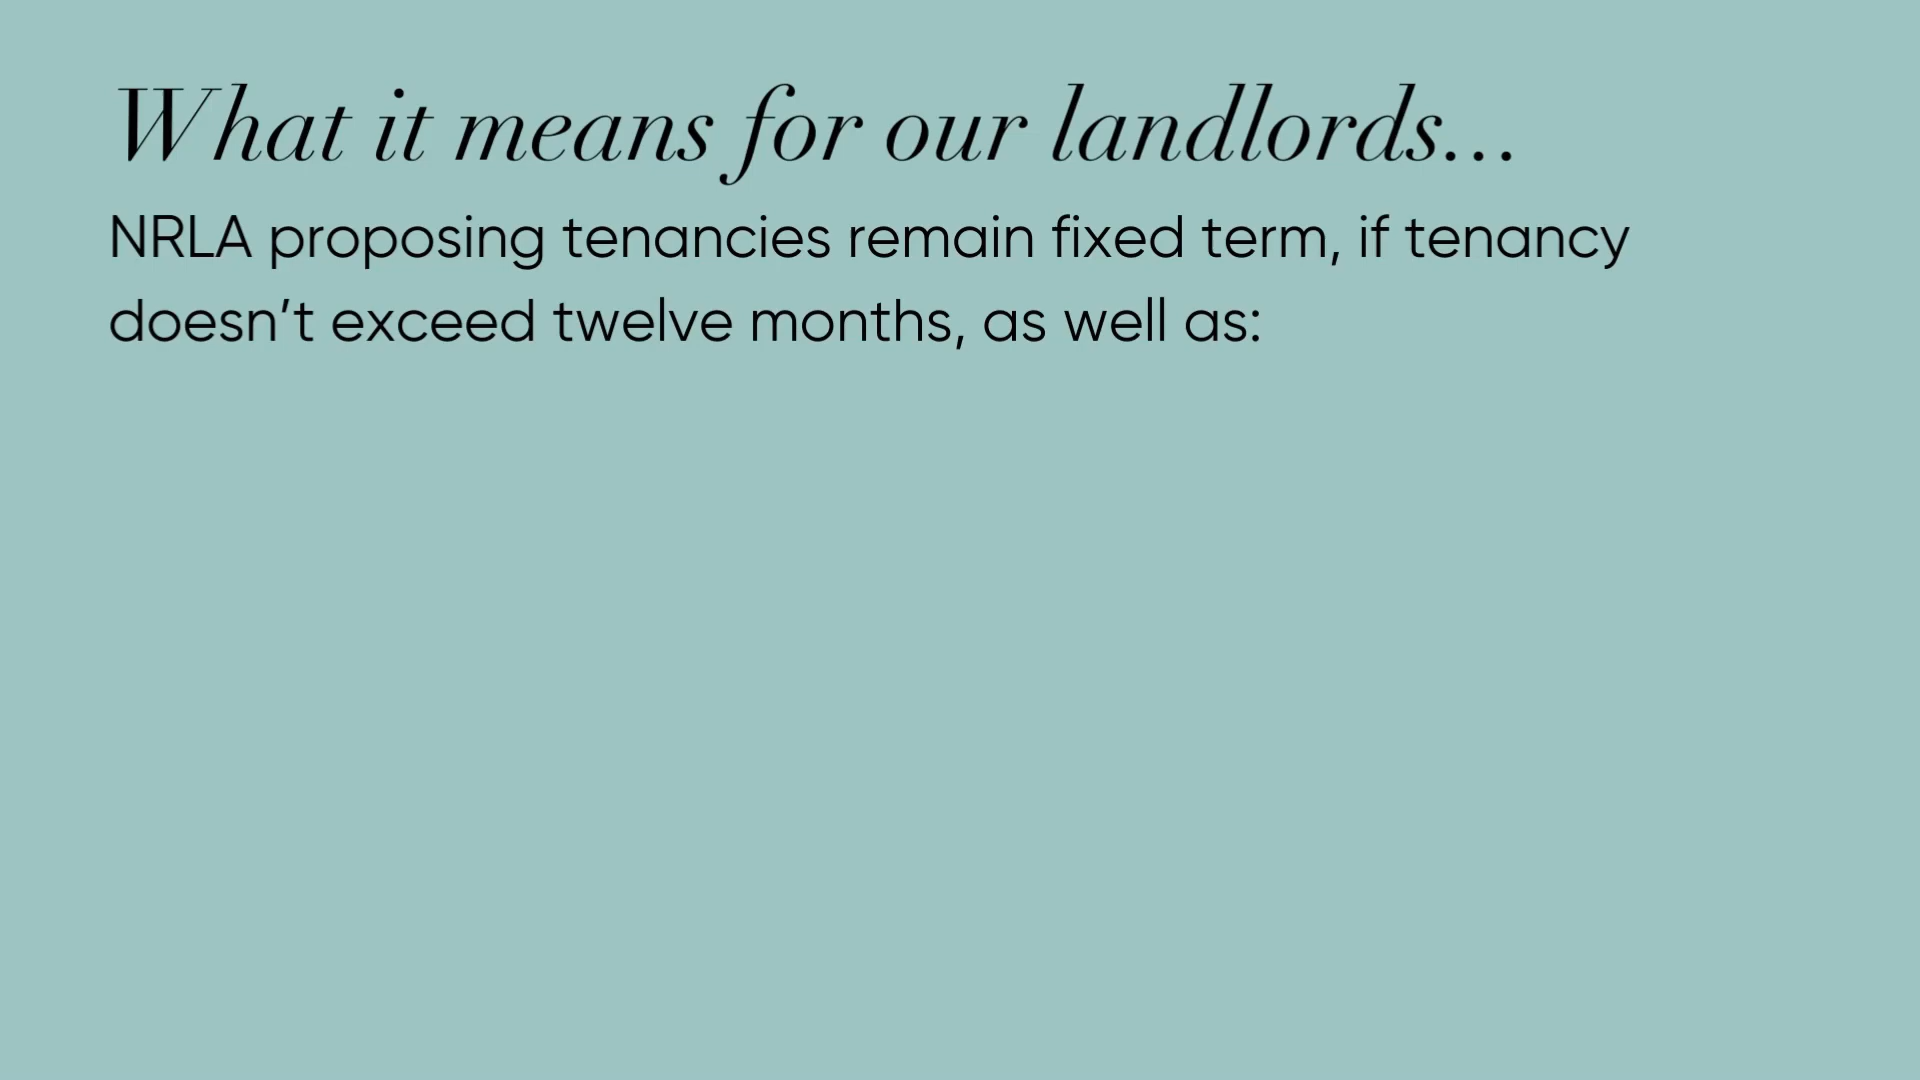 What it means for our landlords...
NRLA proposing tenancies remain fixed term, if tenancy
doesn’t exceed twelve months, as well as: